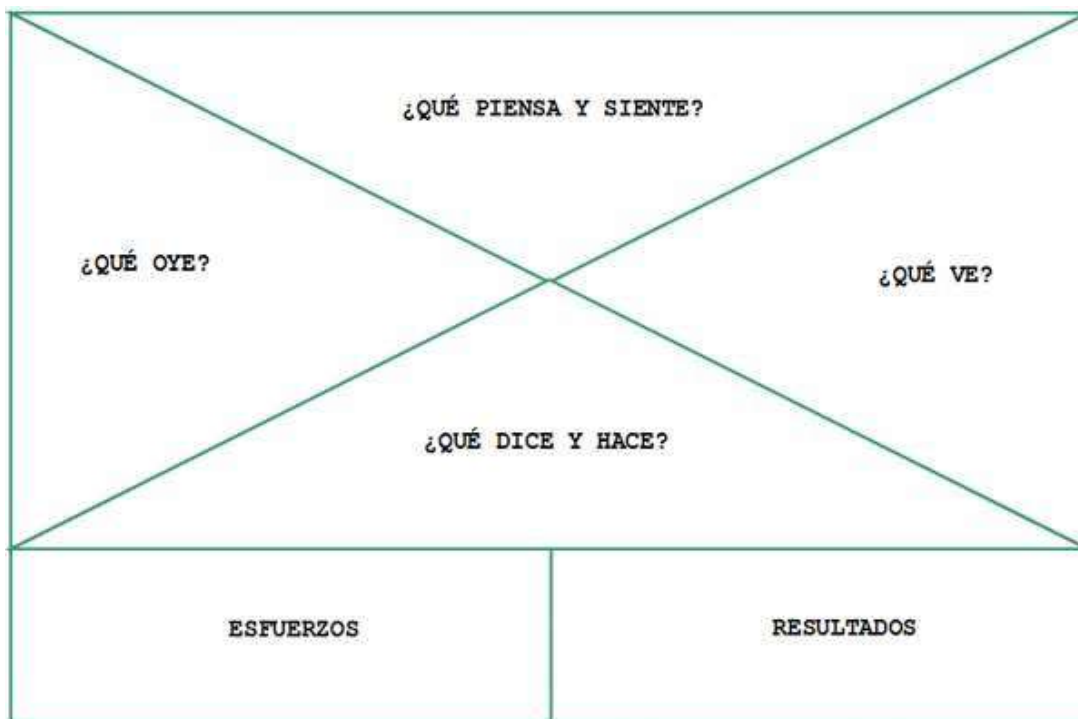 ¿QUÉ PIENSA Y SIENTE?
¿QUÉ OYE?
¿QUÉ VE?
¿QUÉ DICE Y HACE?
ESFUERZOS
RESULTADOS